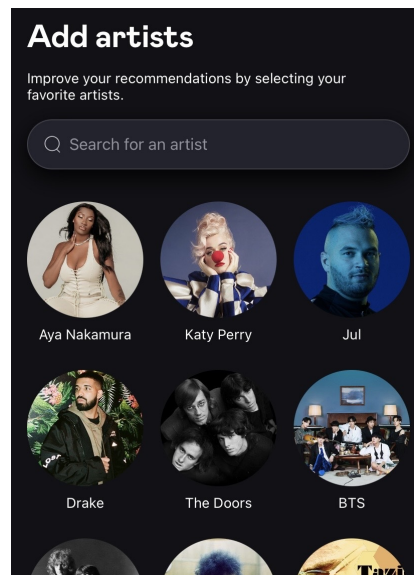 Add artists
Improve your recommendations by selecting your
favorite artists.
Search for an artist
Aya Nakamura
Katy Perry
Jul
Drake
The Doors
BTS